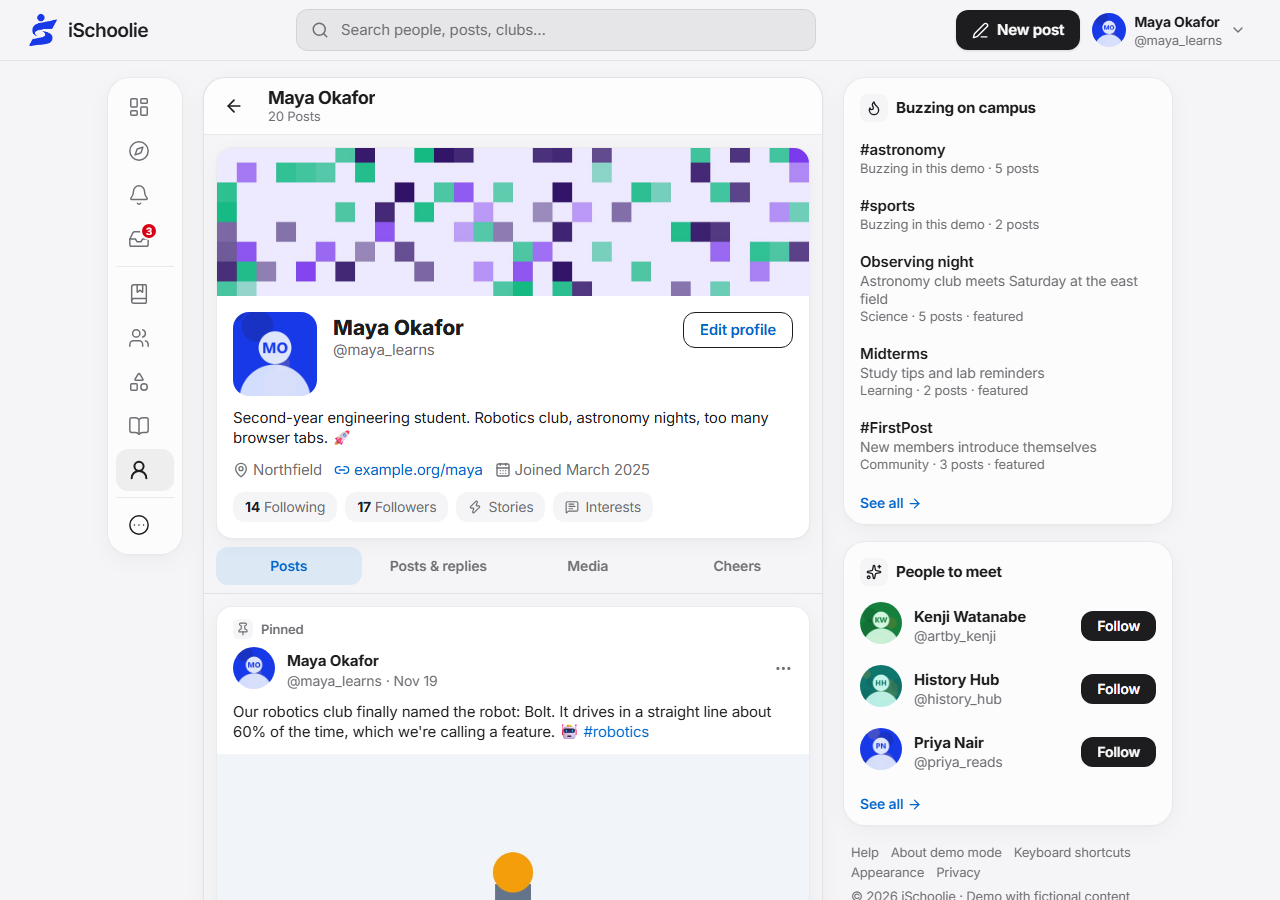 iSchoolie
Search people, posts, clubs...
New post
MO
Maya Okafor
@maya_learns
3
Maya Okafor
20 Posts
MO
Maya Okafor
@maya_learns
Edit profile
Second-year engineering student. Robotics club, astronomy nights, too many
browser tabs. 🚀
Northfield example.org/maya Joined March 2025
14 Following 17 Followers Stories Interests
Posts Posts & replies Media Cheers
Pinned
MO
Maya Okafor
@maya_learns · Nov 19
Our robotics club finally named the robot: Bolt. It drives in a straight line about
60% of the time, which we're calling a feature. 🤖 #robotics
Buzzing on campus
#astronomy
Buzzing in this demo · 5 posts
#sports
Buzzing in this demo · 2 posts
Observing night
Astronomy club meets Saturday at the east
field
Science · 5 posts · featured
Midterms
Study tips and lab reminders
Learning · 2 posts · featured
#FirstPost
New members introduce themselves
Community · 3 posts · featured
See all →
People to meet
KW
Kenji Watanabe
@artby_kenji
Follow
HH
History Hub
@history_hub
Follow
PN
Priya Nair
@priya_reads
Follow
See all →
Help About demo mode Keyboard shortcuts
Appearance Privacy
© 2026 iSchoolie · Demo with fictional content